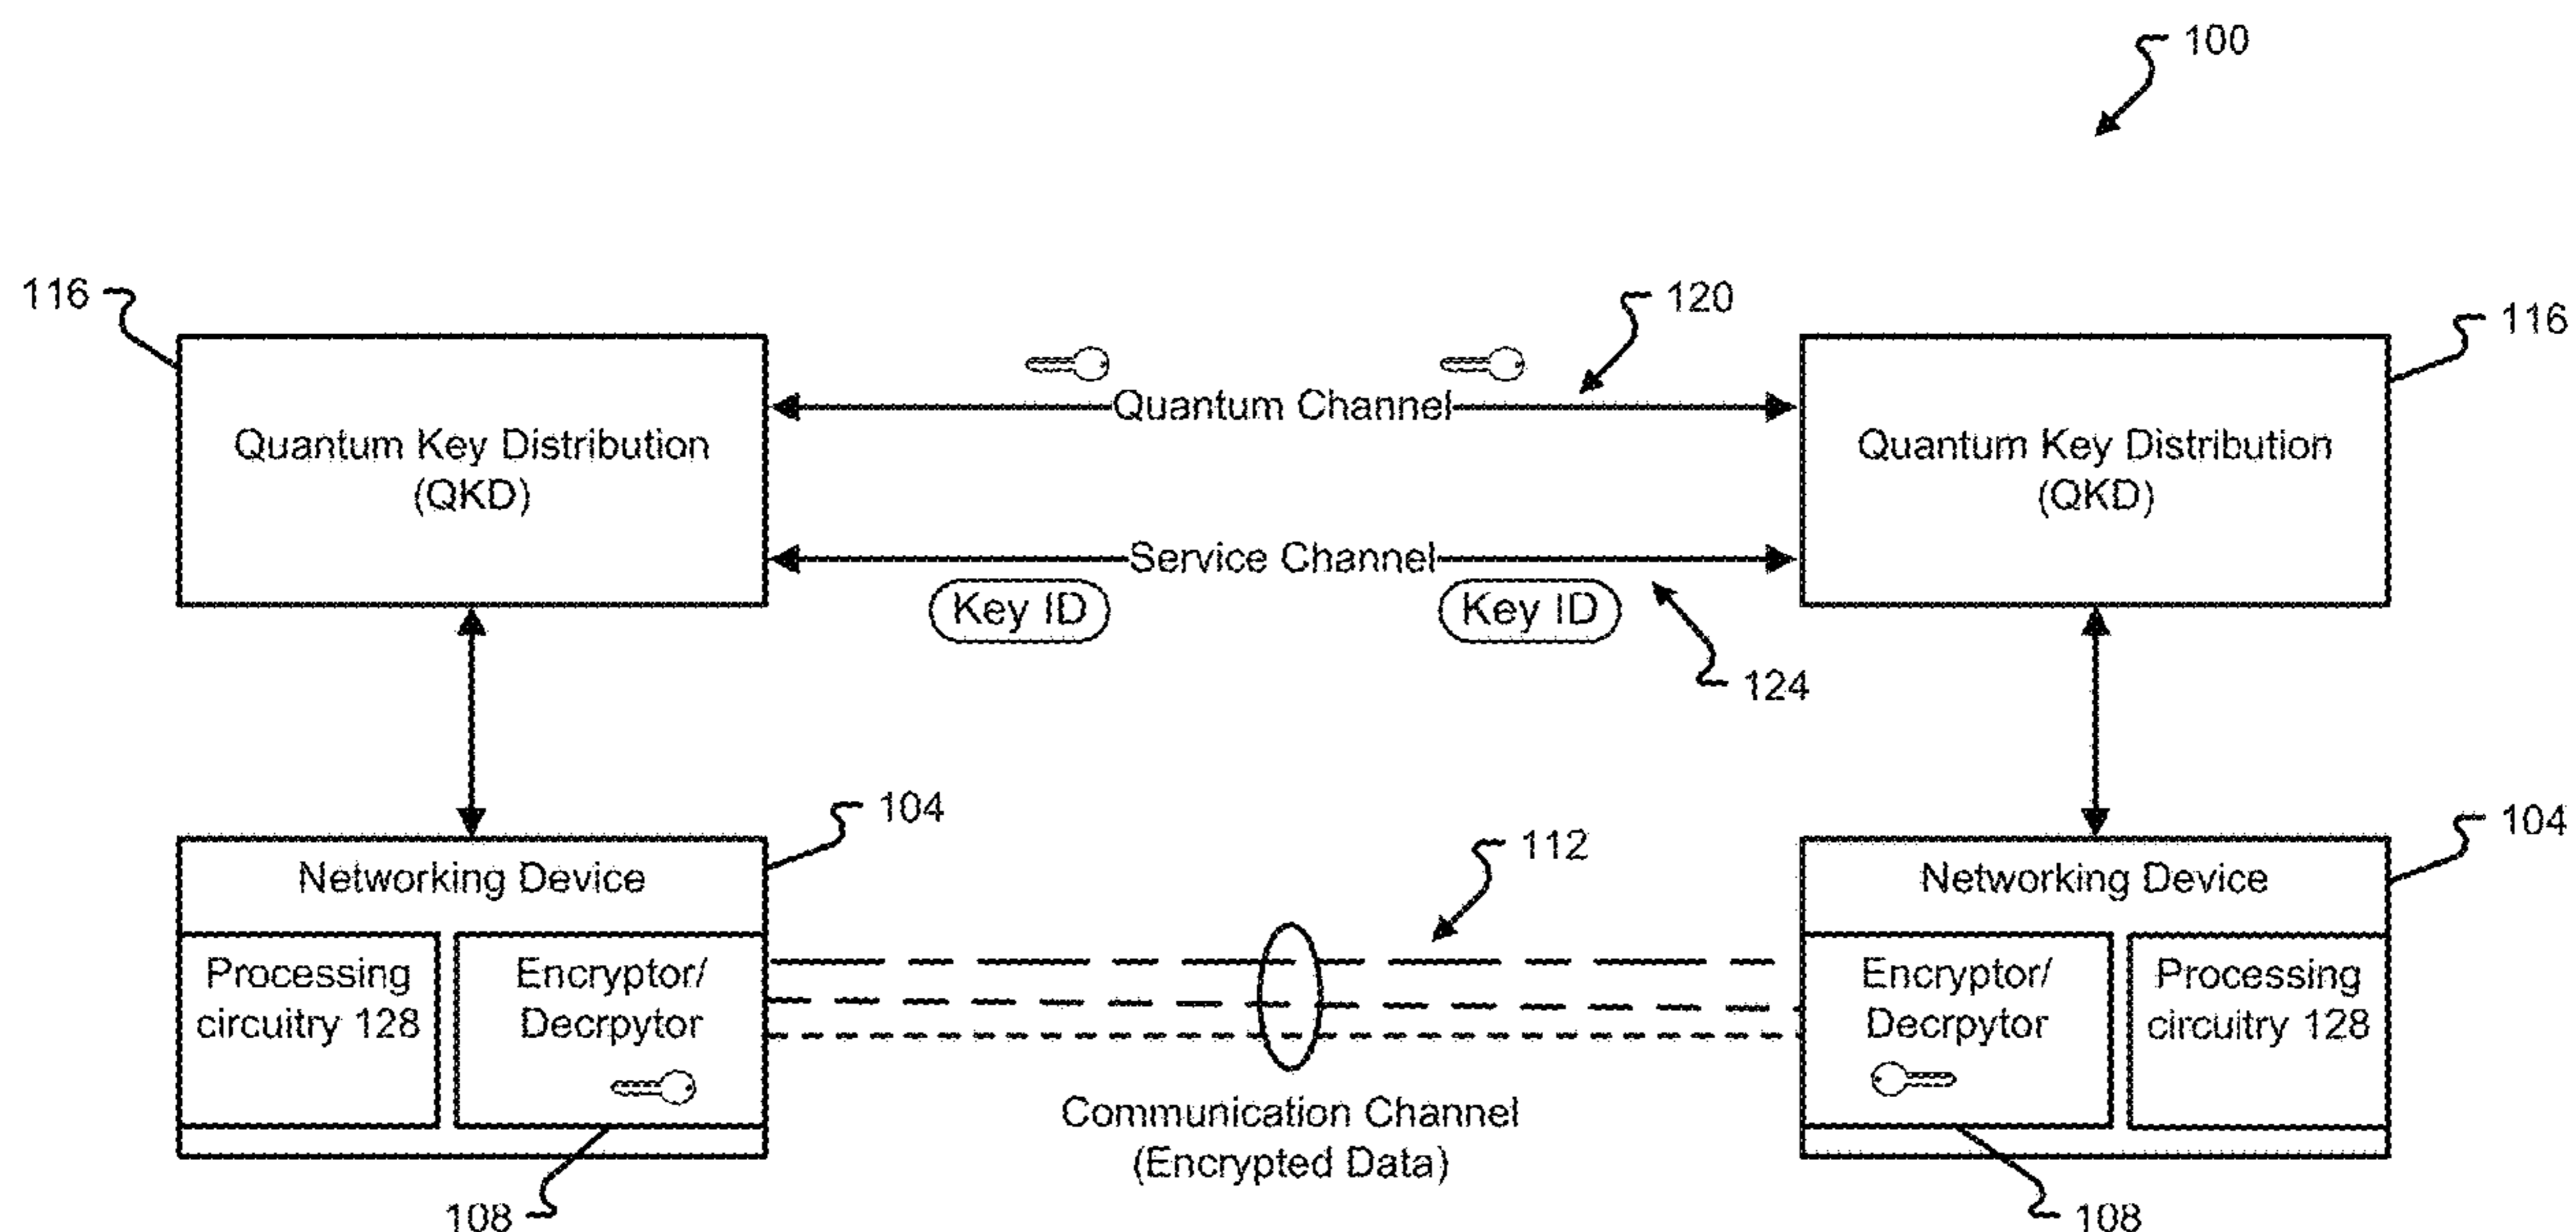 100
116
120
116
Quantum Channel
Quantum Key Distribution
(QKD)
Quantum Key Distribution
(QKD)
Service Channel
Key ID
Key ID
124
104
104
112
Networking Device
Networking Device
Processing
circuitry 128
Encryptor/
Decrpytor
Encryptor/
Decrpytor
Processing
circuitry 128
Communication Channel
(Encrypted Data)
108
108